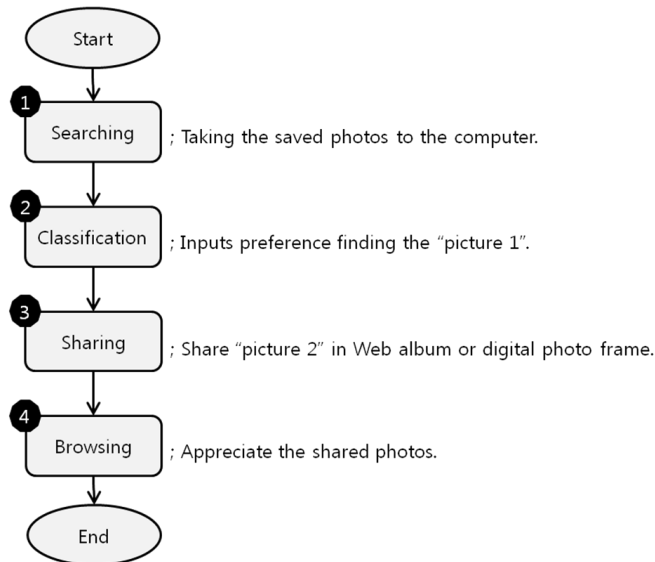 Start
1
Searching
; Taking the saved photos to the computer.
2
Classification
; Inputs preference finding the “picture 1”.
3
Sharing
; Share “picture 2” in Web album or digital photo frame.
4
Browsing
; Appreciate the shared photos.
End